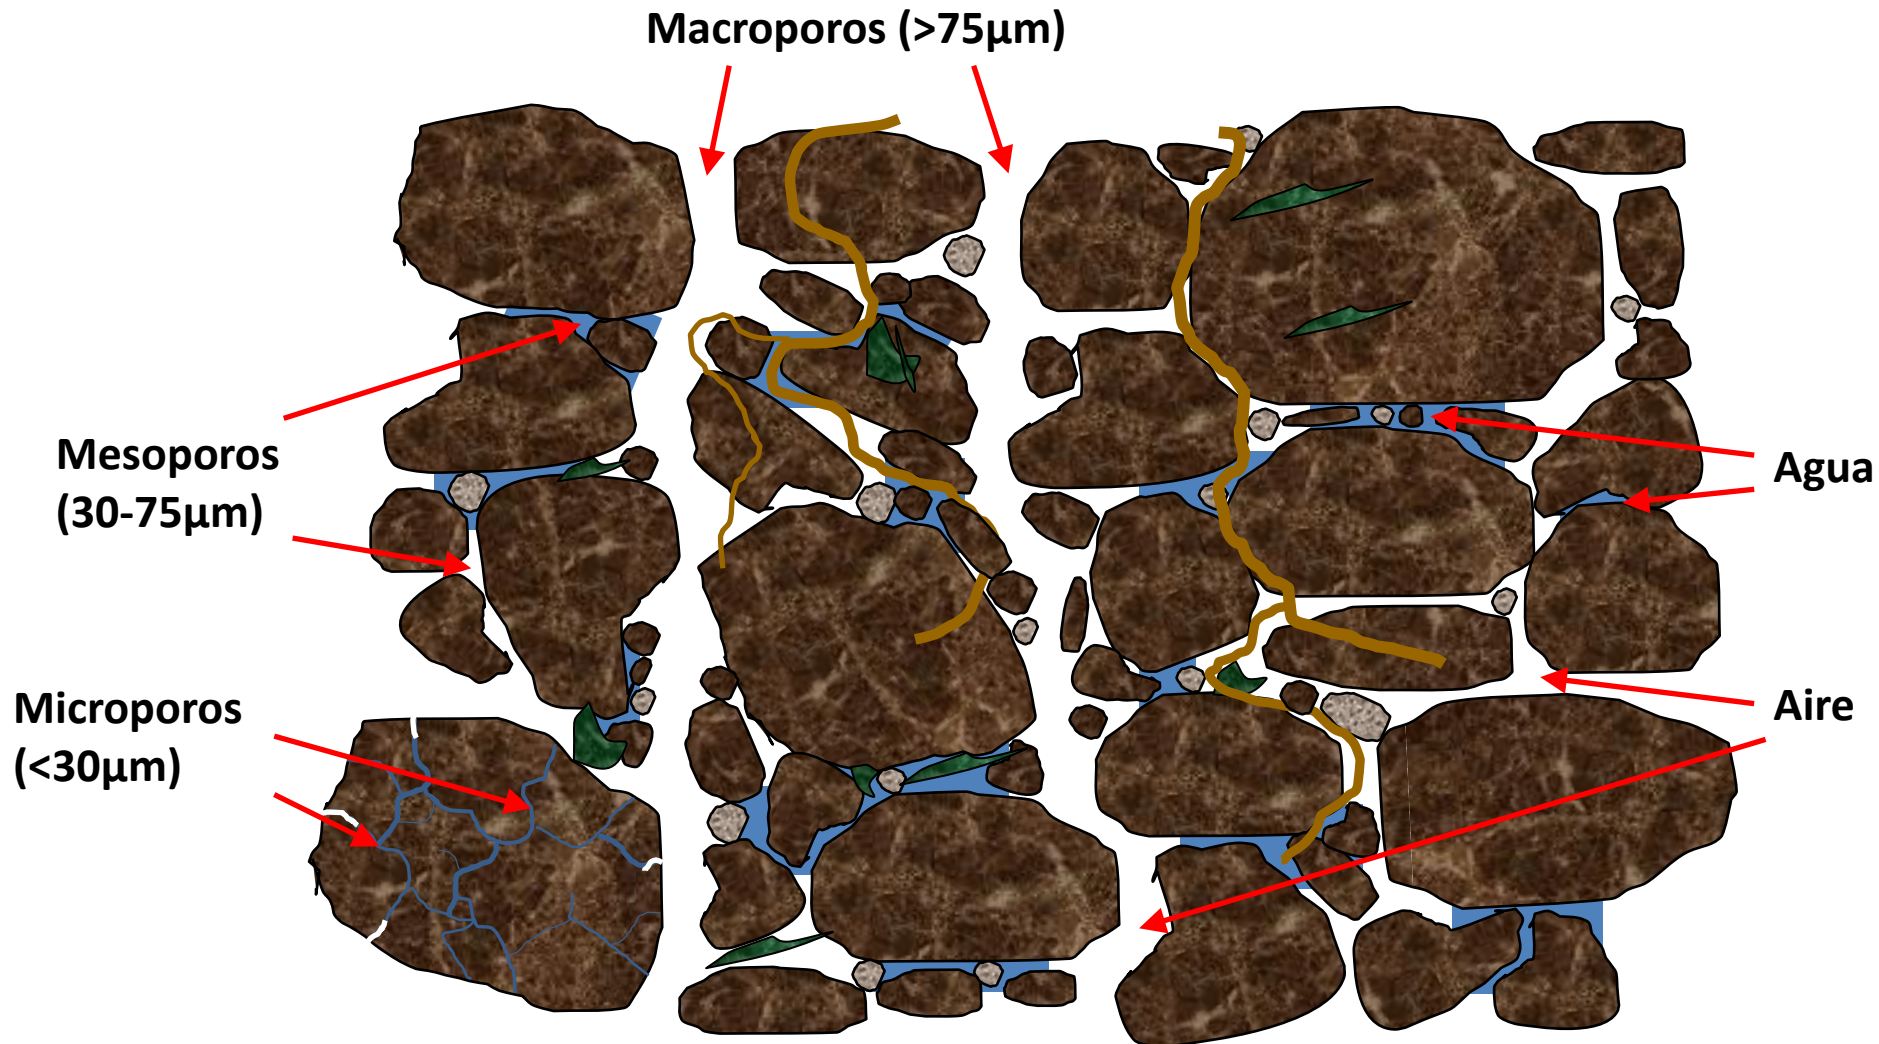 Macroporos (>75μm)
Mesoporos
(30-75μm)
Agua
Microporos
(<30μm)
Aire